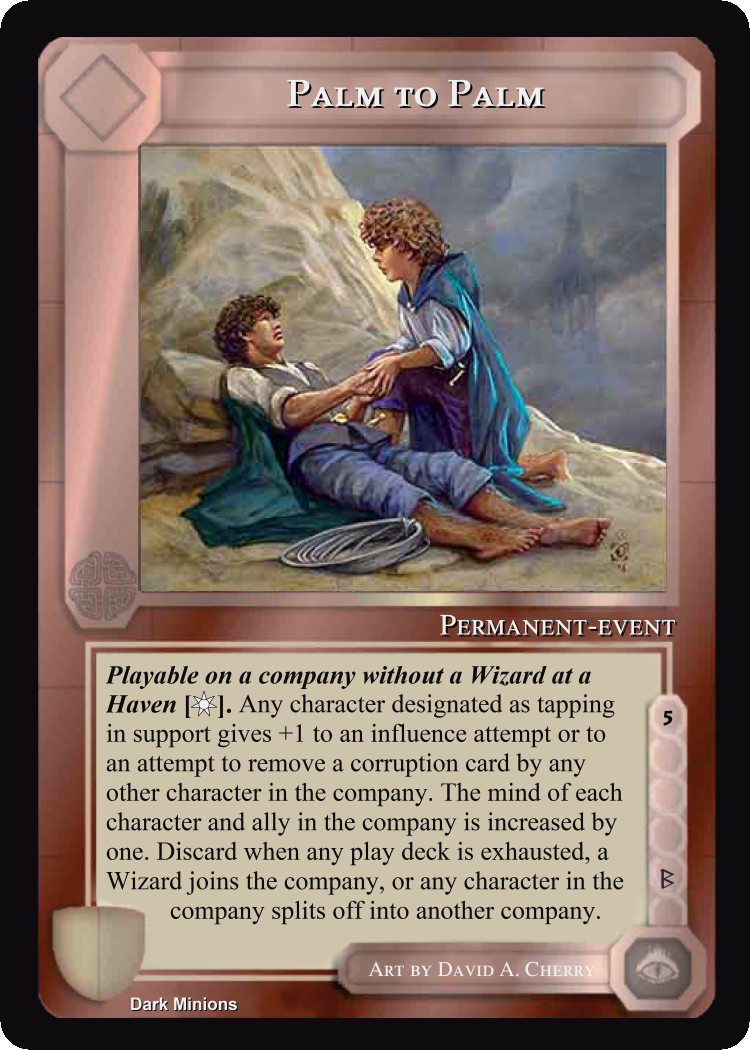 PALM TO PALM
PERMANENT-EVENT
Playable on a company without a Wizard at a
Haven [ ]. Any character designated as tapping
in support gives +1 to an influence attempt or to
an attempt to remove a corruption card by any
other character in the company. The mind of each
character and ally in the company is increased by
one. Discard when any play deck is exhausted, a
Wizard joins the company, or any character in the
company splits off into another company.
5
ᛒ
ART BY DAVID A. CHERRY
Dark Minions